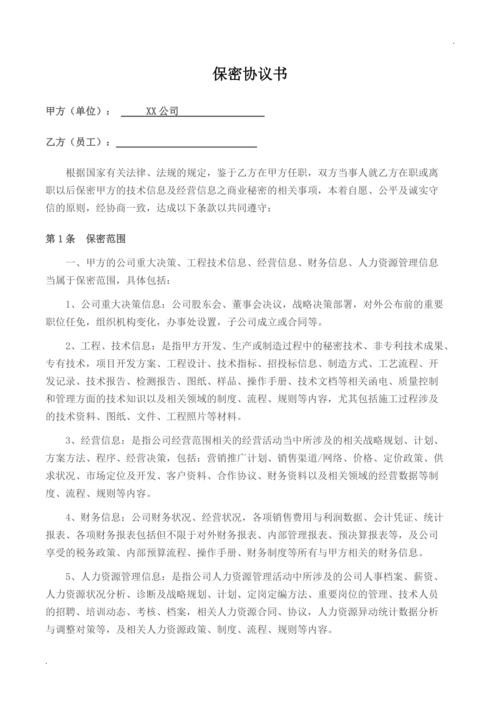 保密协议书
甲方（单位）： XX 公司
乙方（员工）：
根据国家有关法律、法规的规定，鉴于乙方在甲方任职，双方当事人就乙方在职或离
职以后保密甲方的技术信息及经营信息之商业秘密的相关事项，本着自愿、公平及诚实守
信的原则，经协商一致，达成以下条款以共同遵守：
第 1 条 保密范围
一、甲方的公司重大决策、工程技术信息、经营信息、财务信息、人力资源管理信息
当属于保密范围，具体包括：
1、公司重大决策信息：公司股东会、董事会决议，战略决策部署，对外公布前的重要
职位任免，组织机构变化，办事处设置，子公司成立或合同等。
2、工程、技术信息：是指甲方开发、生产或制造过程中的秘密技术、非专利技术成果、
专有技术，项目开发方案、工程设计、技术指标、招投标信息、制造方式、工艺流程、开
发记录、技术报告、检测报告、图纸、样品、操作手册、技术文档等相关函电、质量控制
和管理方面的技术知识以及相关领域的制度、流程、规则等内容，尤其包括施工过程涉及
的技术资料、图纸、文件、工程照片等材料。
3、经营信息：是指公司经营范围相关的经营活动当中所涉及的相关战略规划、计划、
方案方法、程序、经营决策，包括：营销推广计划、销售渠道/网络、价格、定价政策、供
求状况、市场定位及开发、客户资料、合作协议、财务资料以及相关领域的经营数据等制
度、流程、规则等内容。
4、财务信息：公司财务状况、经营状况，各项销售费用与利润数据、会计凭证、统计
报表、各项财务报表包括但不限于对外财务报表、内部管理报表、预决算报表等，及公司
享受的税务政策、内部预算流程、操作手册、财务制度等所有与甲方相关的财务信息。
5、人力资源管理信息：是指公司人力资源管理活动中所涉及的公司人事档案、薪资、
人力资源状况分析、诊断及战略规划、计划、定岗定编方法、重要岗位的管理、技术人员
的招聘、培训动态、考核、档案，相关人力资源合同、协议，人力资源异动统计数据分析
与调整对策等，及相关人力资源政策、制度、流程、规则等内容。